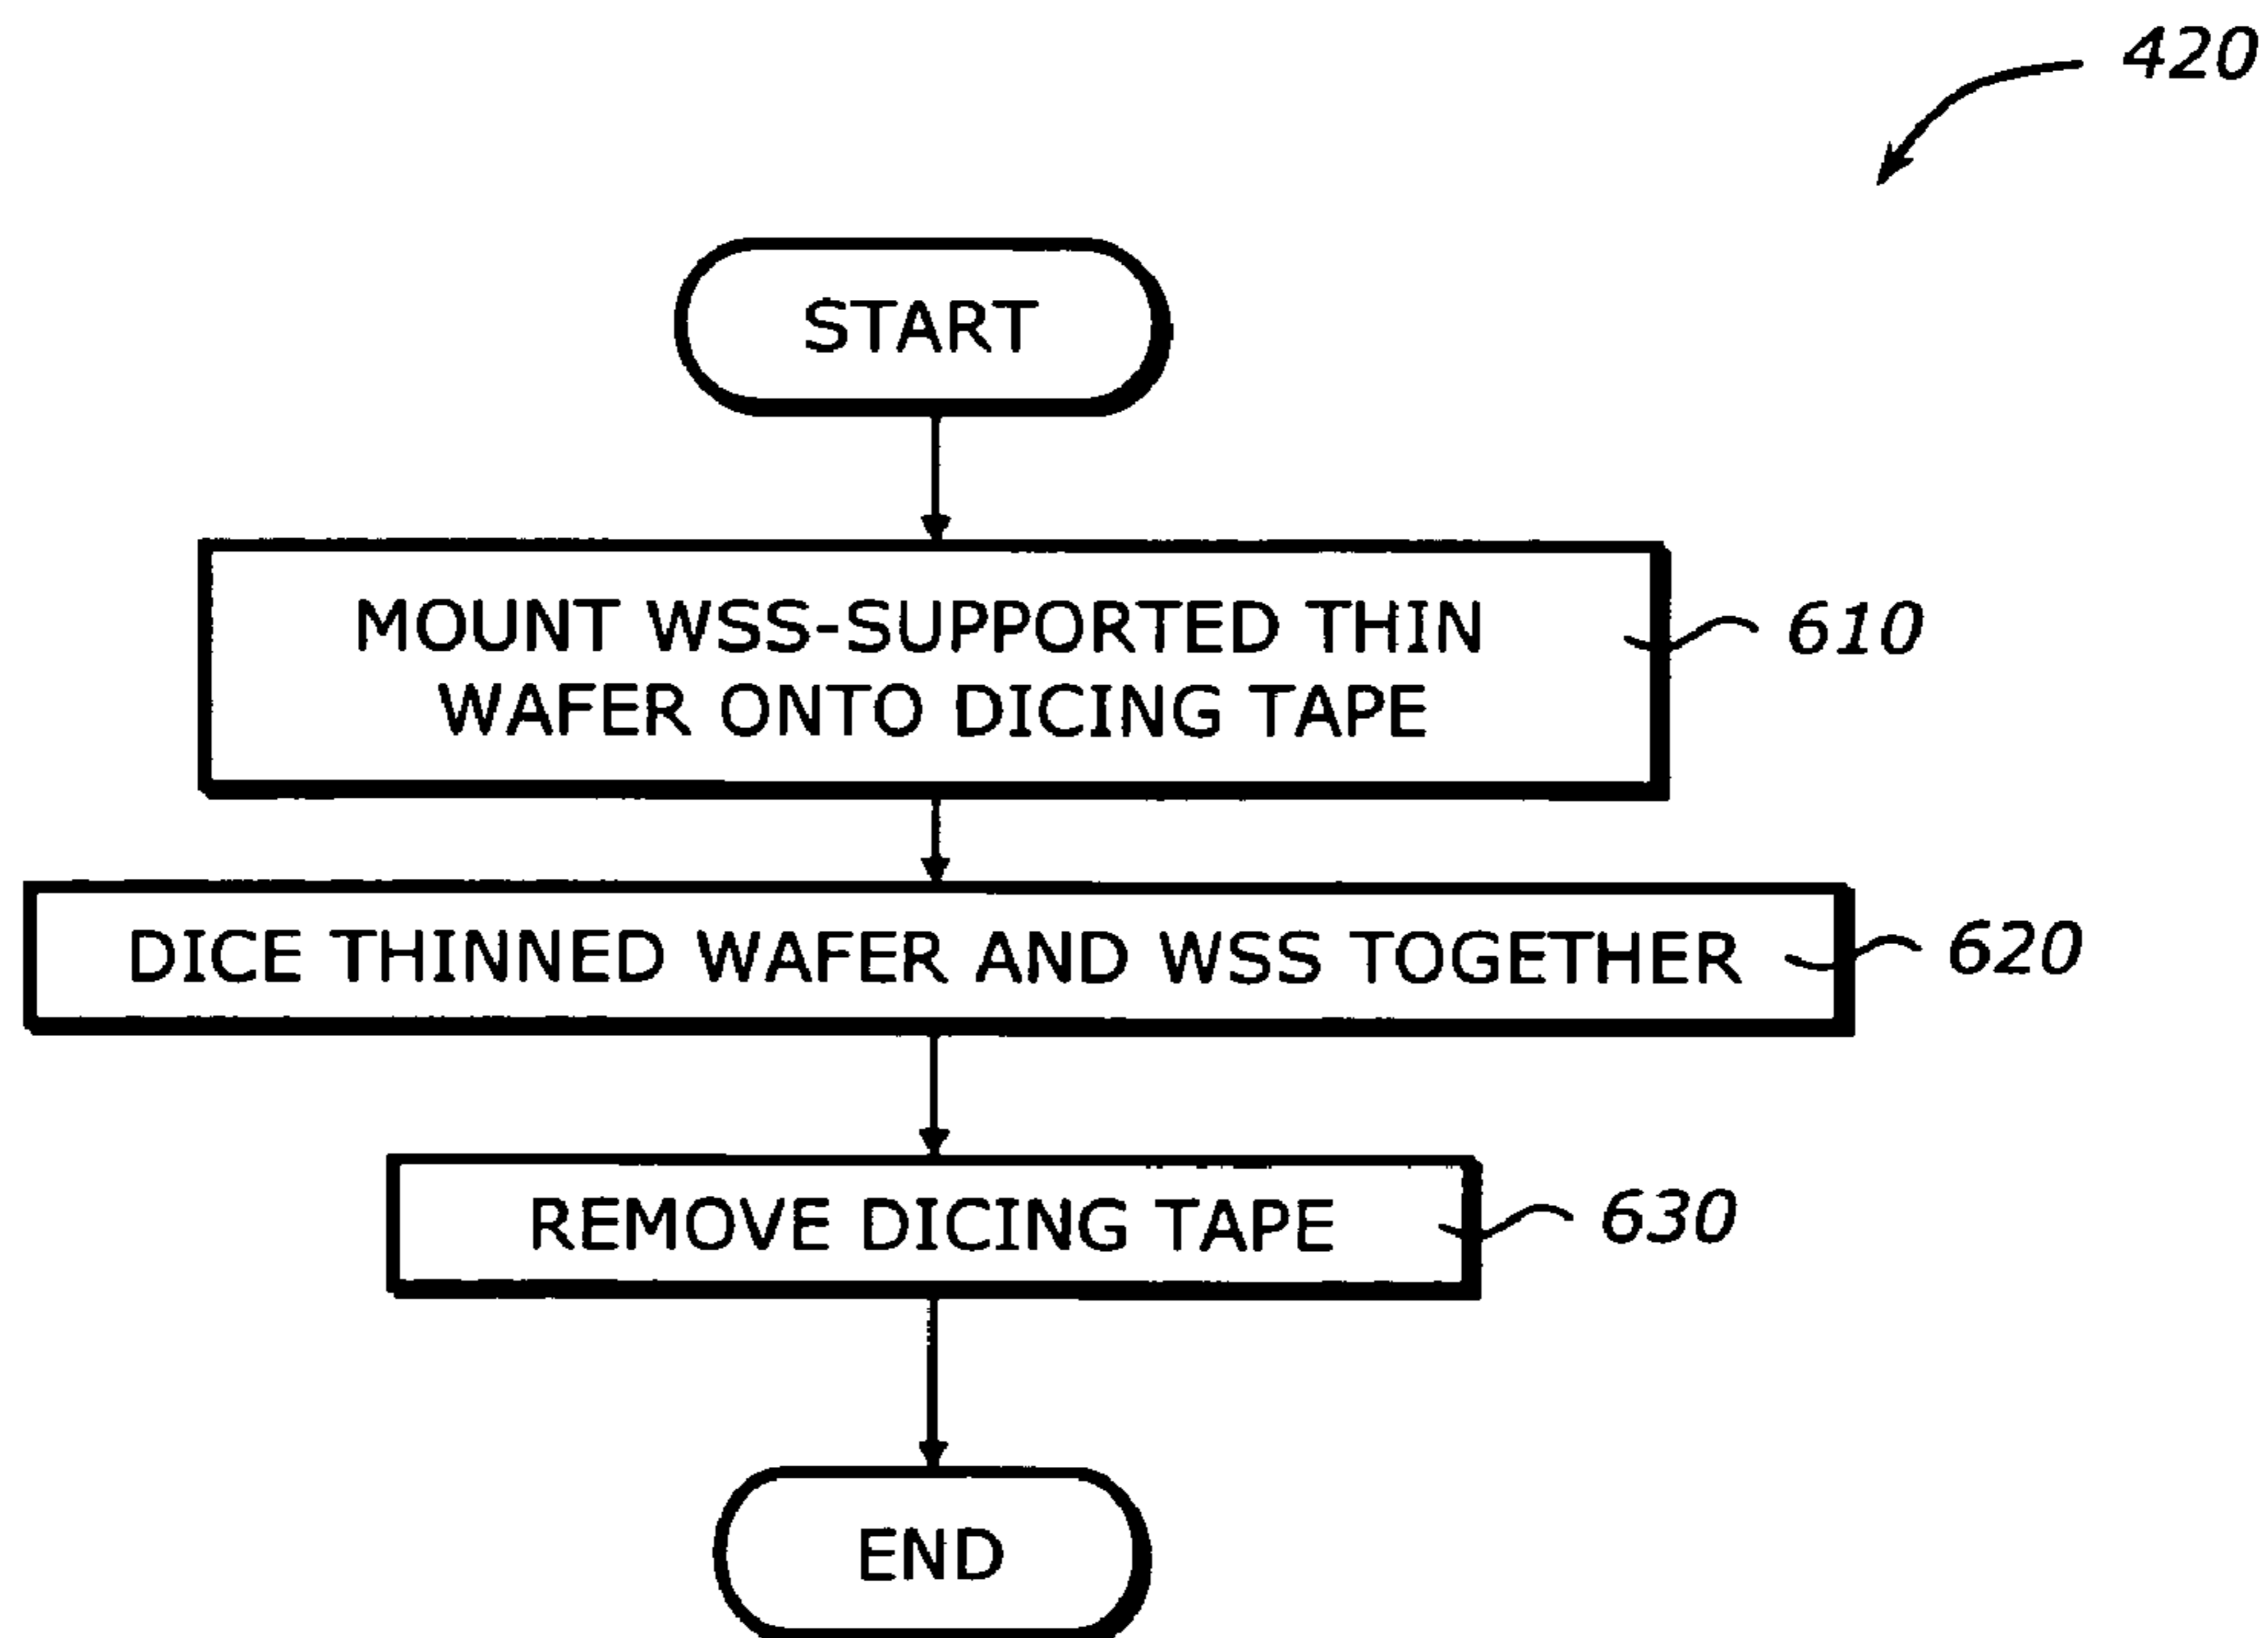 420
START
MOUNT WSS-SUPPORTED THIN
WAFER ONTO DICING TAPE
610
DICE THINNED WAFER AND WSS TOGETHER
620
REMOVE DICING TAPE
630
END